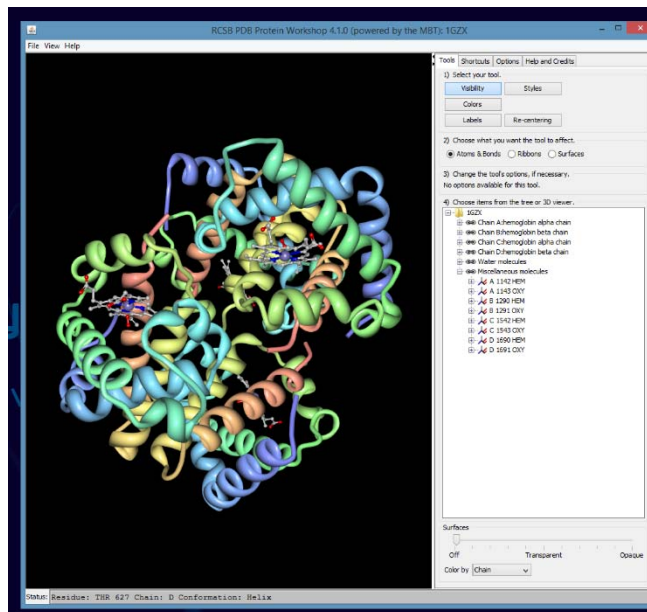 RCSB PDB Protein Workshop 4.1.0 (powered by the MBT): 1GZX
File View Help
Tools Shortcuts Options Help and Credits
1) Select your tool.
Visibility Styles
Colors
Labels Re-centering
2) Choose what you want the tool to affect.
Atoms & Bonds Ribbons Surfaces
3) Change the tool's options, if necessary.
No options available for this tool.
4) Choose items from the tree or 3D viewer.
1GZX
Chain A:hemoglobin alpha chain
Chain B:hemoglobin beta chain
Chain C:hemoglobin alpha chain
Chain D:hemoglobin beta chain
Water molecules
Miscellaneous molecules
A 1142 HEM
A 1143 OXY
B 1290 HEM
B 1291 OXY
C 1542 HEM
C 1543 OXY
D 1690 HEM
D 1691 OXY
Surfaces
Off Transparent Opaque
Color by Chain
Status: Residue: THR 627 Chain: D Conformation: Helix